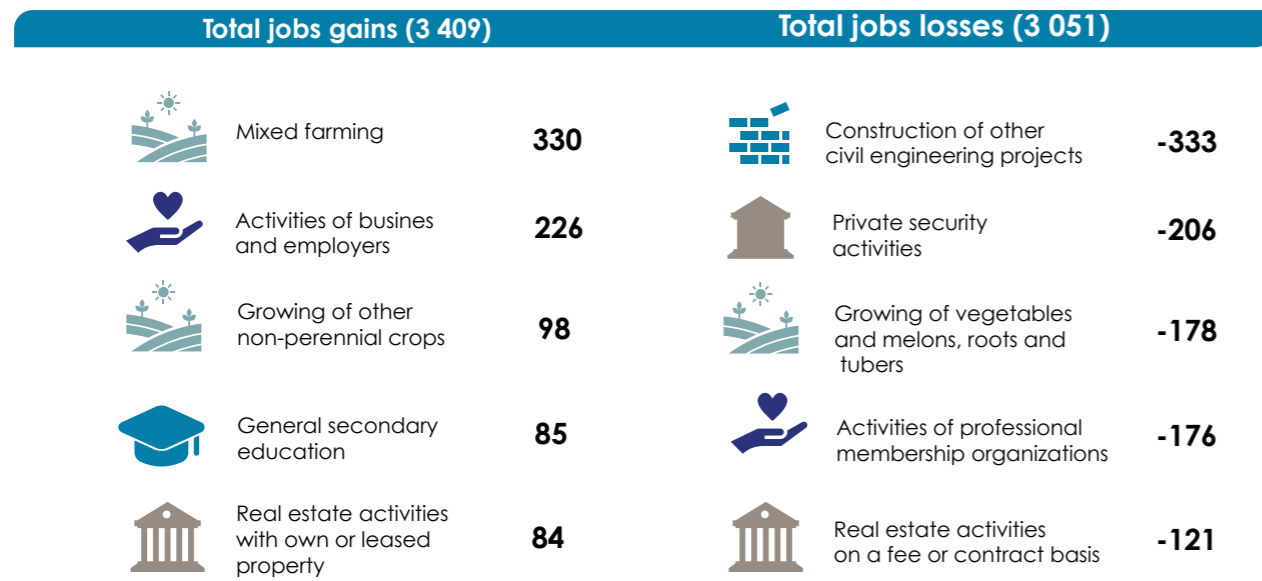 Total jobs gains (3 409)
Mixed farming 330
Activities of busines
and employers 226
Growing of other
non-perennial crops 98
General secondary
education 85
Real estate activities
with own or leased
property 84
Total jobs losses (3 051)
Construction of other
civil engineering projects -333
Private security
activities -206
Growing of vegetables
and melons, roots and
tubers -178
Activities of professional
membership organizations -176
Real estate activities
on a fee or contract basis -121